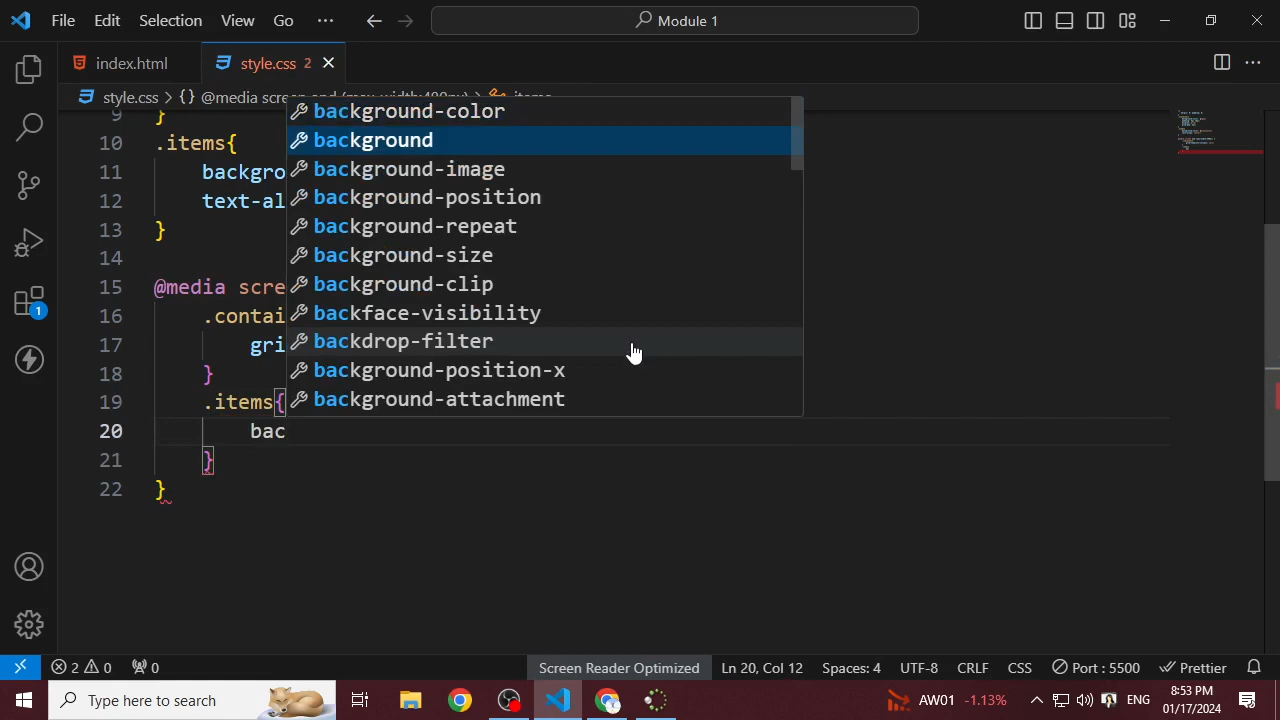 File Edit Selection View Go ··· Module 1
index.html style.css 2
style.css > {} @media screen and (max-width:480px) > .items
9 }
10 .items{
11 backgro
12 text-al
13 }
14
15 @media scre
16 .contai
17 gri
18 }
19 .items{
20 bac
21 }
22 }
background-color
background
background-image
background-position
background-repeat
background-size
background-clip
backface-visibility
backdrop-filter
background-position-x
background-attachment
1
2 0 0 Screen Reader Optimized Ln 20, Col 12 Spaces: 4 UTF-8 CRLF CSS Port : 5500 Prettier
Type here to search AW01 -1.13% ENG 8:53 PM
01/17/2024